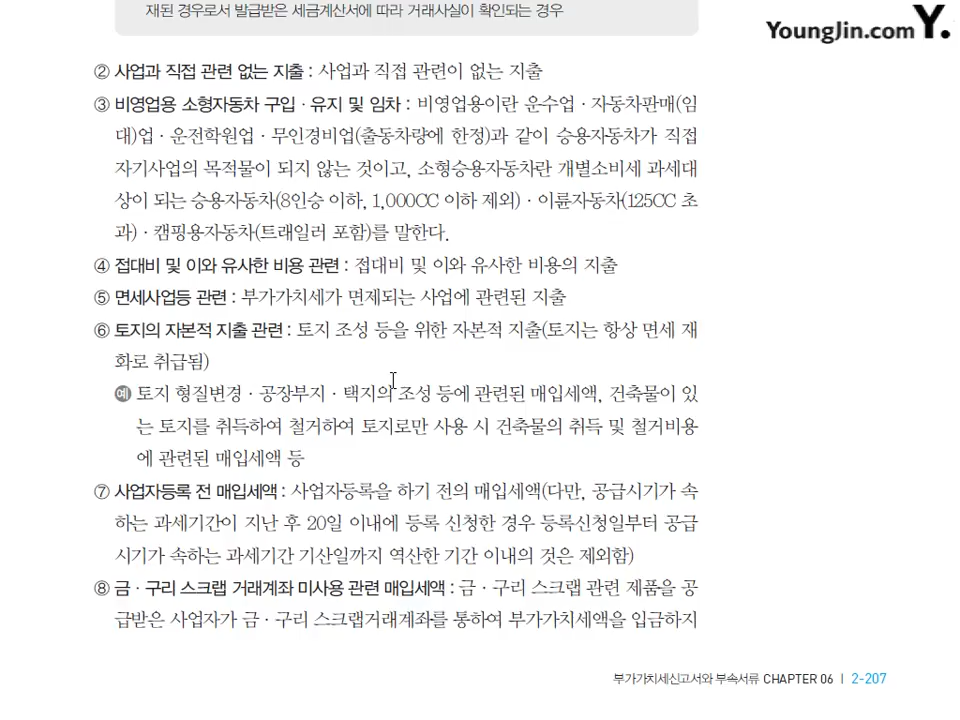 재된 경우로서 발급받은 세금계산서에 따라 거래사실이 확인되는 경우
YoungJin.com Y.
② 사업과 직접 관련 없는 지출 : 사업과 직접 관련이 없는 지출
③ 비영업용 소형자동차 구입 · 유지 및 임차 : 비영업용이란 운수업 · 자동차판매(임
대)업 · 운전학원업 · 무인경비업(출동차량에 한정)과 같이 승용자동차가 직접
자기사업의 목적물이 되지 않는 것이고, 소형승용자동차란 개별소비세 과세대
상이 되는 승용자동차(8인승 이하, 1,000CC 이하 제외) · 이륜자동차(125CC 초
과) · 캠핑용자동차(트래일러 포함)를 말한다.
④ 접대비 및 이와 유사한 비용 관련 : 접대비 및 이와 유사한 비용의 지출
⑤ 면세사업등 관련 : 부가가치세가 면제되는 사업에 관련된 지출
⑥ 토지의 자본적 지출 관련 : 토지 조성 등을 위한 자본적 지출(토지는 항상 면세 재
화로 취급됨)
예 토지 형질변경 · 공장부지 · 택지의 조성 등에 관련된 매입세액, 건축물이 있
는 토지를 취득하여 철거하여 토지로만 사용 시 건축물의 취득 및 철거비용
에 관련된 매입세액 등
⑦ 사업자등록 전 매입세액 : 사업자등록을 하기 전의 매입세액(다만, 공급시기가 속
하는 과세기간이 지난 후 20일 이내에 등록 신청한 경우 등록신청일부터 공급
시기가 속하는 과세기간 기산일까지 역산한 기간 이내의 것은 제외함)
⑧ 금 · 구리 스크랩 거래계좌 미사용 관련 매입세액 : 금 · 구리 스크랩 관련 제품을 공
급받은 사업자가 금 · 구리 스크랩거래계좌를 통하여 부가가치세액을 입금하지
부가가치세신고서와 부속서류 CHAPTER 06 | 2-207